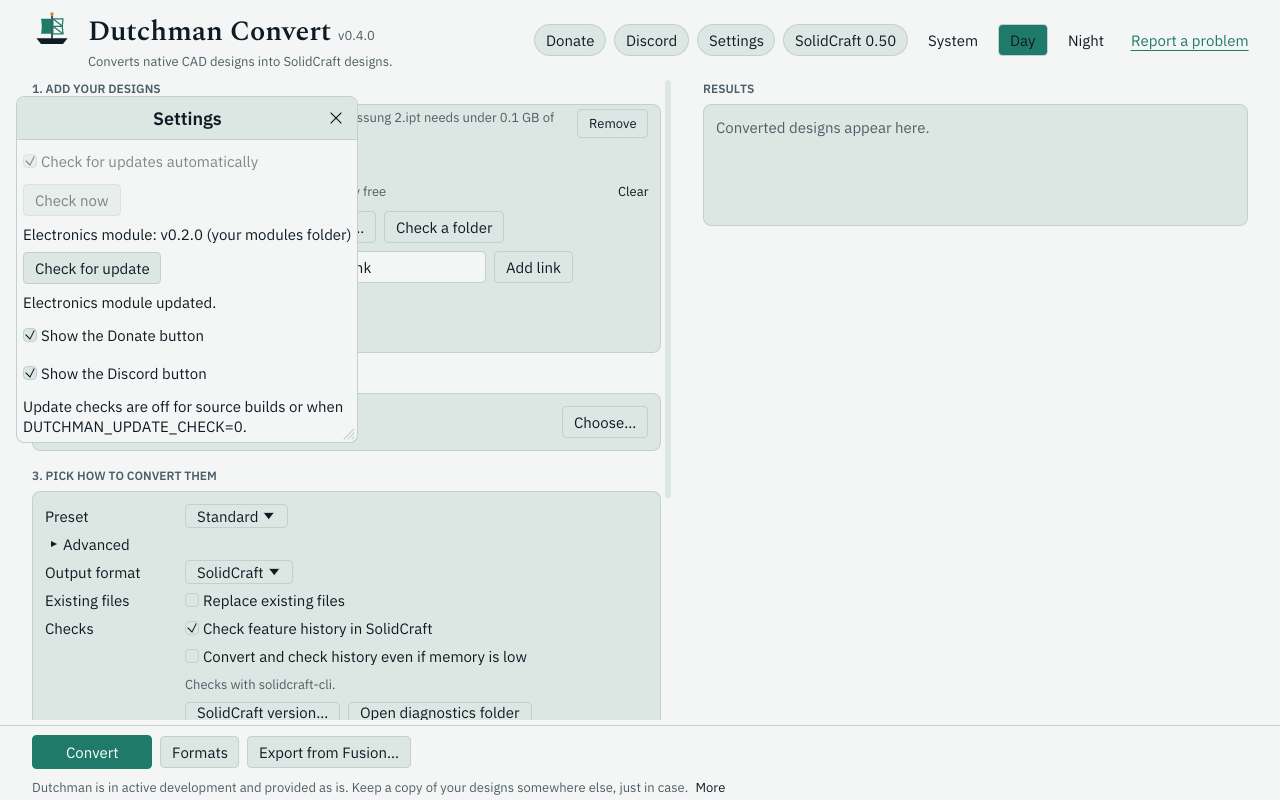 Dutchman Convert v0.4.0
Converts native CAD designs into SolidCraft designs.
Donate
Discord
Settings
SolidCraft 0.50
System
Day
Night
Report a problem
1. ADD YOUR DESIGNS
Settings
Check for updates automatically
Check now
Electronics module: v0.2.0 (your modules folder)
Check for update
Electronics module updated.
Show the Donate button
Show the Discord button
Update checks are off for source builds or when
DUTCHMAN_UPDATE_CHECK=0.
2.ipt needs under 0.1 GB of
Remove
free
Clear
Check a folder
Add link
Choose...
3. PICK HOW TO CONVERT THEM
Preset
Standard
Advanced
Output format
SolidCraft
Existing files
Replace existing files
Checks
Check feature history in SolidCraft
Convert and check history even if memory is low
Checks with solidcraft-cli.
SolidCraft version...
Open diagnostics folder
RESULTS
Converted designs appear here.
Convert
Formats
Export from Fusion...
Dutchman is in active development and provided as is. Keep a copy of your designs somewhere else, just in case. More